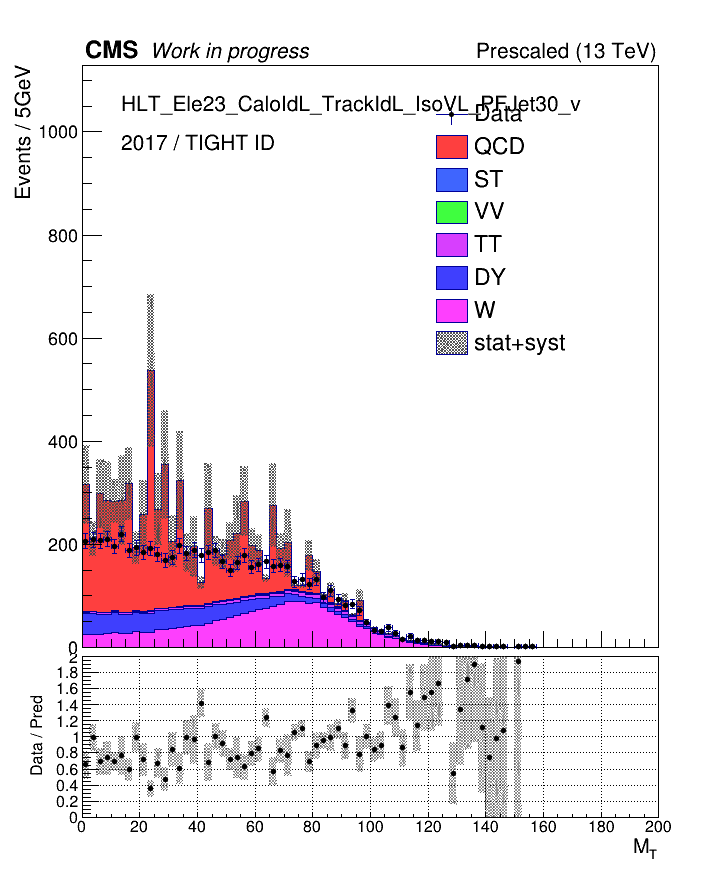 CMS Work in progress Prescaled (13 TeV)
Events / 5GeV
HLT_Ele23_CaloIdL_TrackIdL_IsoVL_PFJet30_v
2017 / TIGHT ID
Data
QCD
ST
VV
TT
DY
W
stat+syst
1000
800
600
400
200
0
Data / Pred
2
1.8
1.6
1.4
1.2
1
0.8
0.6
0.4
0.2
0
0 20 40 60 80 100 120 140 160 180 200
M_T